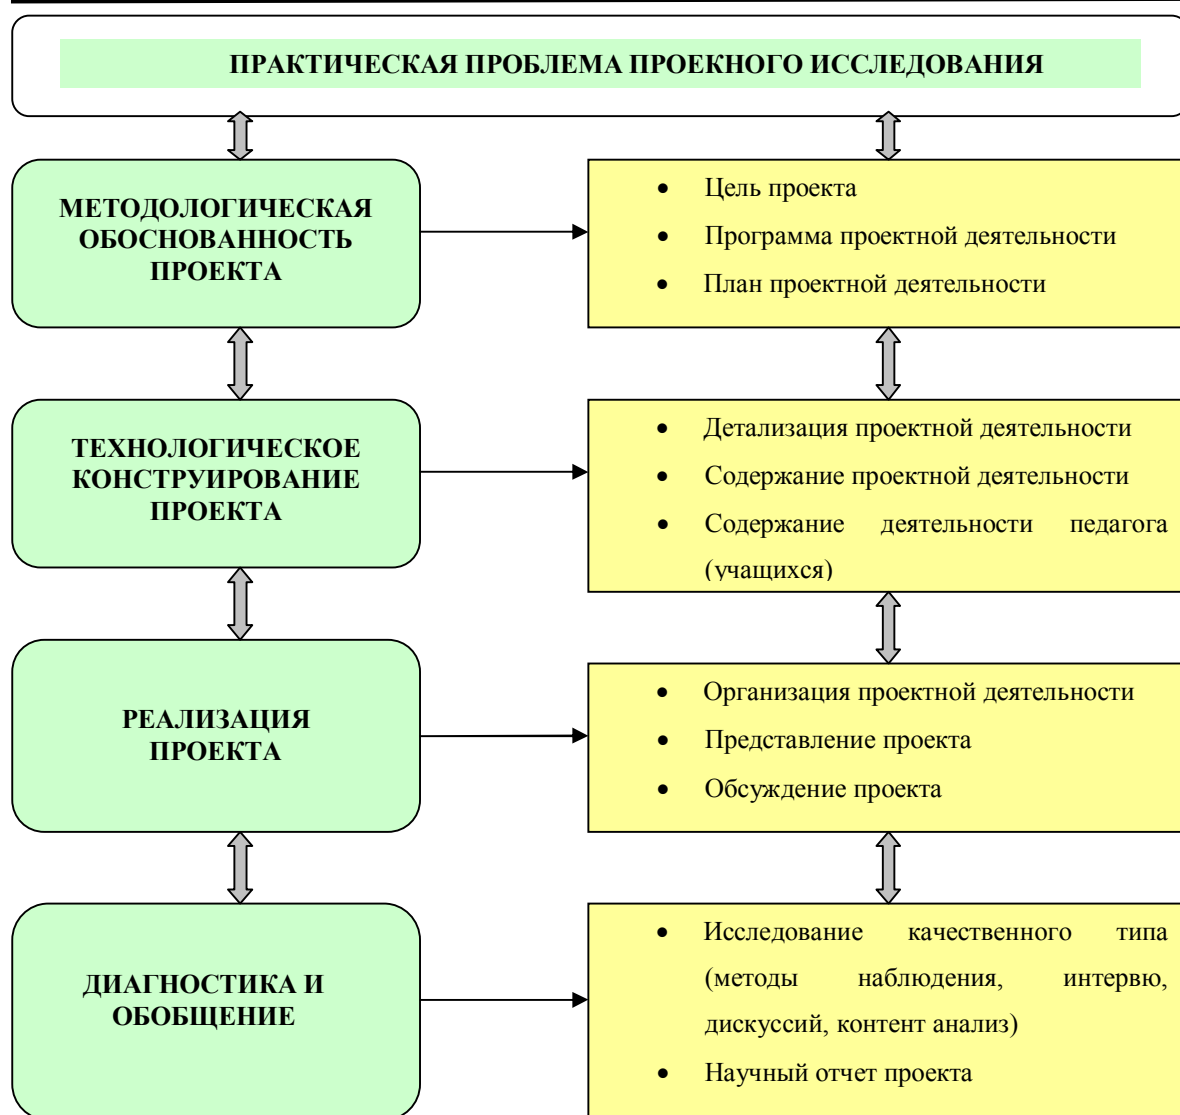 ПРАКТИЧЕСКАЯ ПРОБЛЕМА ПРОЕКНОГО ИССЛЕДОВАНИЯ
МЕТОДОЛОГИЧЕСКАЯ
ОБОСНОВАННОСТЬ
ПРОЕКТА
• Цель проекта
• Программа проектной деятельности
• План проектной деятельности
ТЕХНОЛОГИЧЕСКОЕ
КОНСТРУИРОВАНИЕ
ПРОЕКТА
• Детализация проектной деятельности
• Содержание проектной деятельности
• Содержание деятельности педагога
(учащихся)
РЕАЛИЗАЦИЯ
ПРОЕКТА
• Организация проектной деятельности
• Представление проекта
• Обсуждение проекта
ДИАГНОСТИКА И
ОБОБЩЕНИЕ
• Исследование качественного типа
(методы наблюдения, интервю,
дискуссий, контент анализ)
• Научный отчет проекта